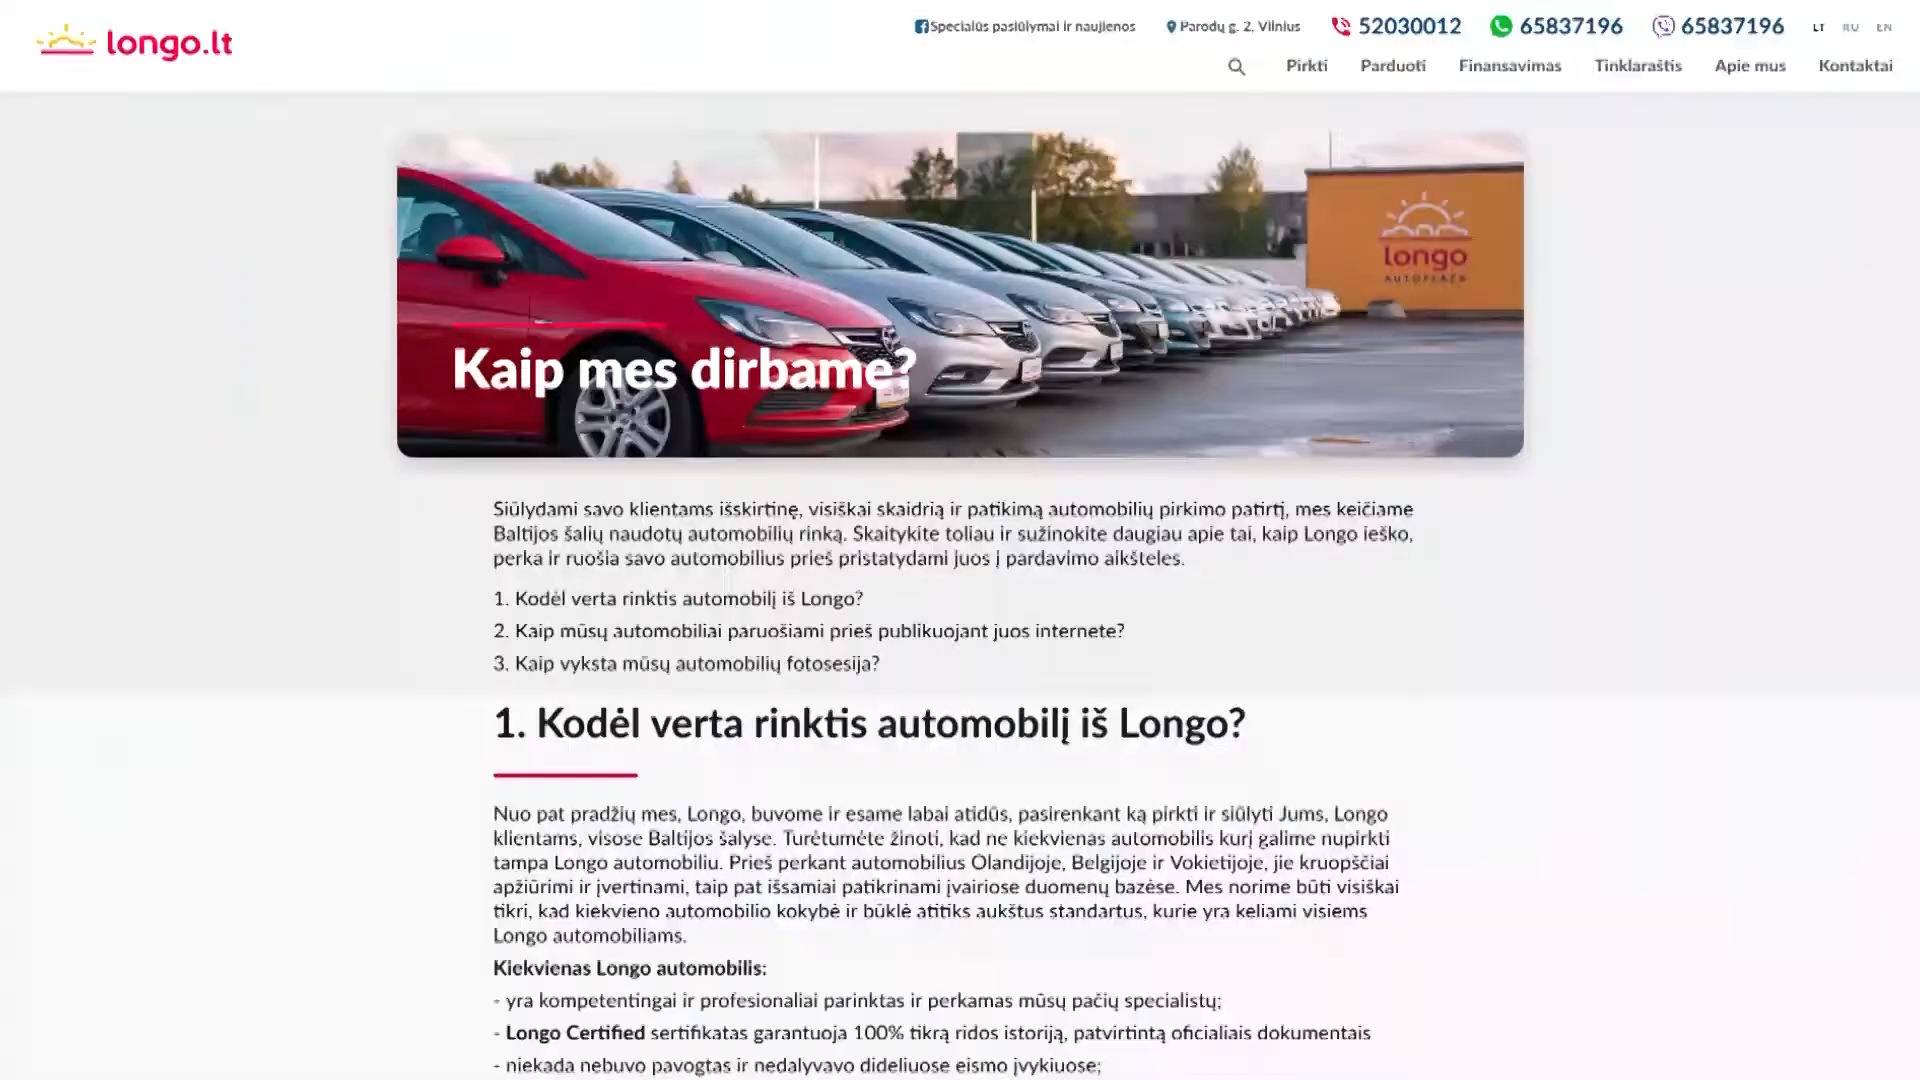 longo.lt
Specialūs pasiūlymai ir naujienos
Parodų g. 2, Vilnius
52030012
65837196
65837196
LT RU EN
Pirkti Parduoti Finansavimas Tinklaraštis Apie mus Kontaktai
longo
AUTOPLAZA
Kaip mes dirbame?
Siūlydami savo klientams išskirtinę, visiškai skaidrią ir patikimą automobilių pirkimo patirtį, mes keičiame
Baltijos šalių naudotų automobilių rinką. Skaitykite toliau ir sužinokite daugiau apie tai, kaip Longo ieško,
perka ir ruošia savo automobilius prieš pristatydami juos į pardavimo aikšteles.
1. Kodėl verta rinktis automobilį iš Longo?
2. Kaip mūsų automobiliai paruošiami prieš publikuojant juos internete?
3. Kaip vyksta mūsų automobilių fotosesija?
1. Kodėl verta rinktis automobilį iš Longo?
Nuo pat pradžių mes, Longo, buvome ir esame labai atidūs, pasirenkant ką pirkti ir siūlyti Jums, Longo
klientams, visose Baltijos šalyse. Turėtumėte žinoti, kad ne kiekvienas automobilis kurį galime nupirkti
tampa Longo automobiliu. Prieš perkant automobilius Olandijoje, Belgijoje ir Vokietijoje, jie kruopščiai
apžiūrimi ir įvertinami, taip pat išsamiai patikrinami įvairiose duomenų bazėse. Mes norime būti visiškai
tikri, kad kiekvieno automobilio kokybė ir būklė atitiks aukštus standartus, kurie yra keliami visiems
Longo automobiliams.
Kiekvienas Longo automobilis:
- yra kompetentingai ir profesionaliai parinktas ir perkamas mūsų pačių specialistų;
- Longo Certified sertifikatas garantuoja 100% tikrą ridos istoriją, patvirtintą oficialiais dokumentais
- niekada nebuvo pavogtas ir nedalyvavo dideliuose eismo įvykiuose;